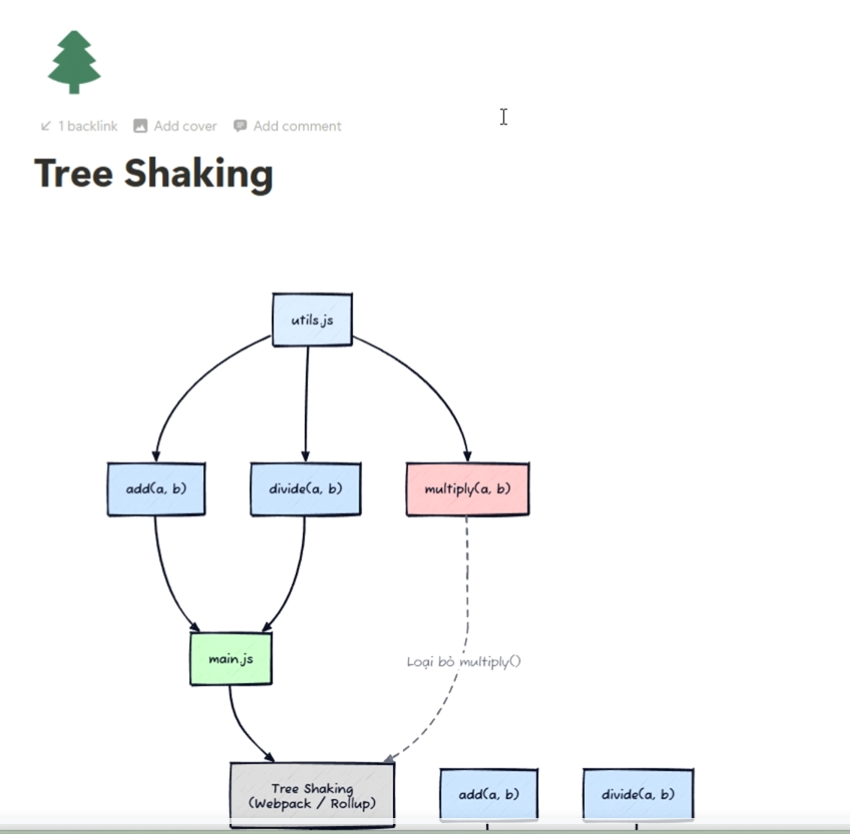 1 backlink Add cover Add comment
Tree Shaking
utils.js
add(a, b) divide(a, b) multiply(a, b)
main.js
Loại bỏ multiply()
Tree Shaking
(Webpack / Rollup)
add(a, b) divide(a, b)